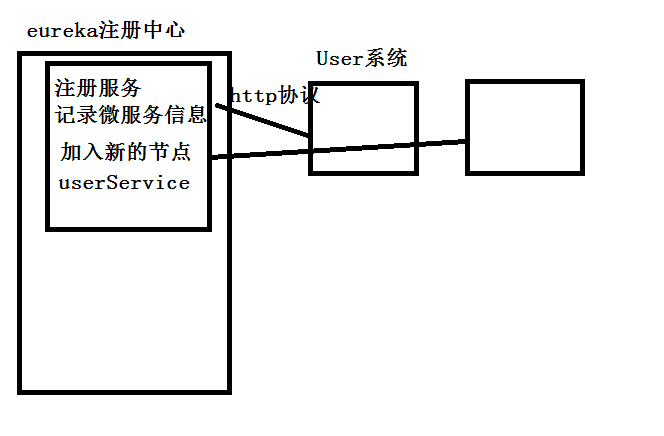 eureka注册中心
User系统
注册服务
http协议
记录微服务信息
加入新的节点
userService